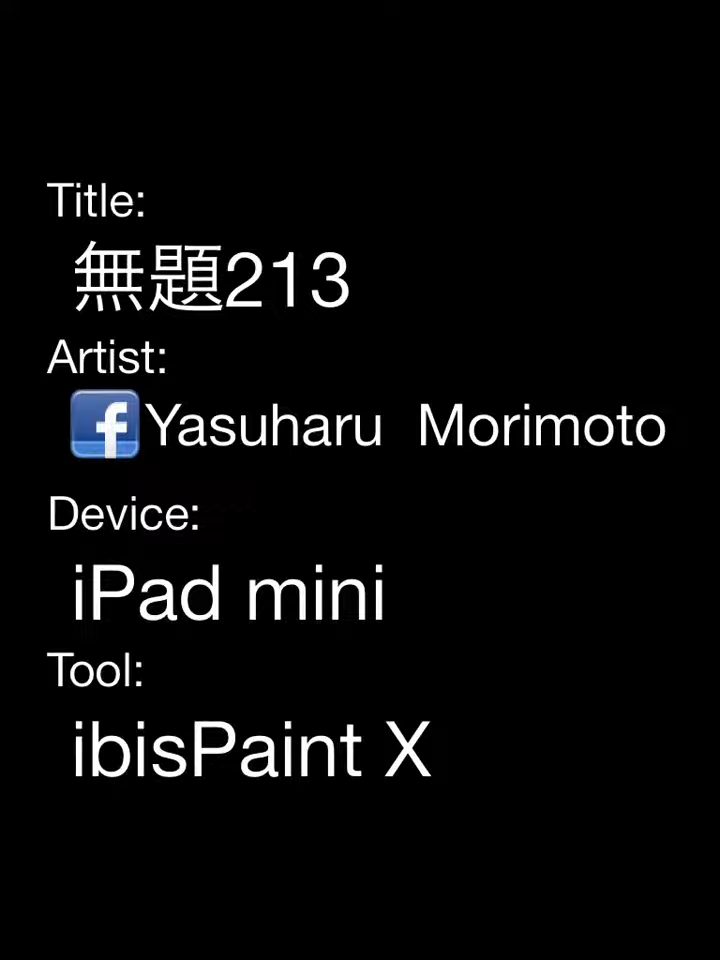 Title:
無題213
Artist:
Yasuharu Morimoto
Device:
iPad mini
Tool:
ibisPaint X